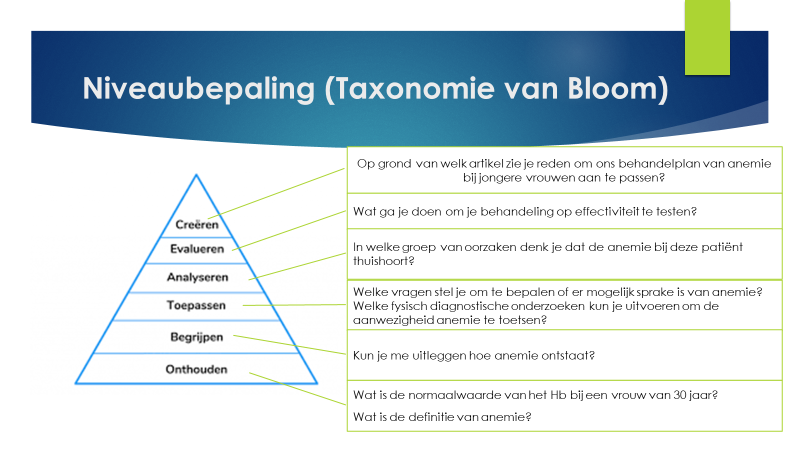 Niveaubepaling (Taxonomie van Bloom)
Creëren
Evalueren
Analyseren
Toepassen
Begrijpen
Onthouden
Op grond van welk artikel zie je reden om ons behandelplan van anemie
bij jongere vrouwen aan te passen?
Wat ga je doen om je behandeling op effectiviteit te testen?
In welke groep van oorzaken denk je dat de anemie bij deze patiënt
thuishoort?
Welke vragen stel je om te bepalen of er mogelijk sprake is van anemie?
Welke fysisch diagnostische onderzoeken kun je uitvoeren om de
aanwezigheid anemie te toetsen?
Kun je me uitleggen hoe anemie ontstaat?
Wat is de normaalwaarde van het Hb bij een vrouw van 30 jaar?
Wat is de definitie van anemie?